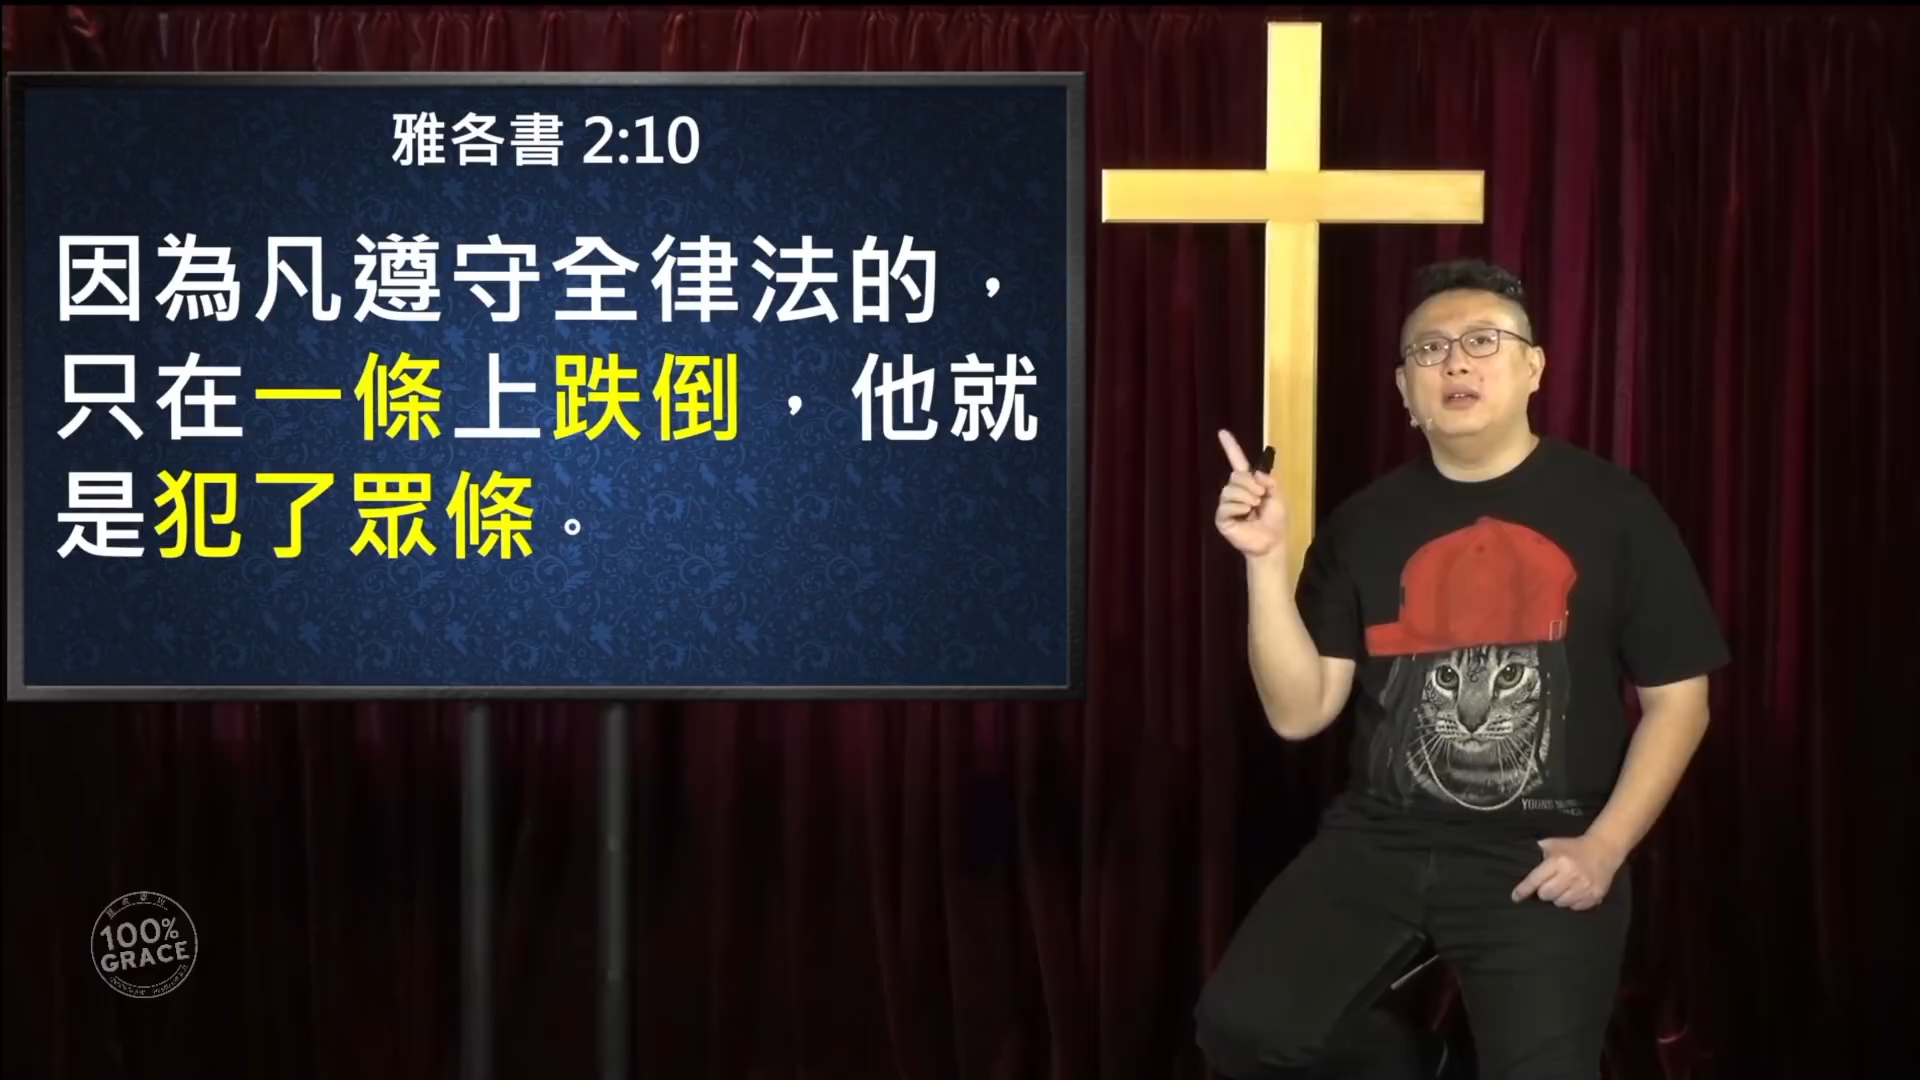 雅各書 2:10
因為凡遵守全律法的，
只在一條上跌倒，他就
是犯了眾條。
100%
GRACE